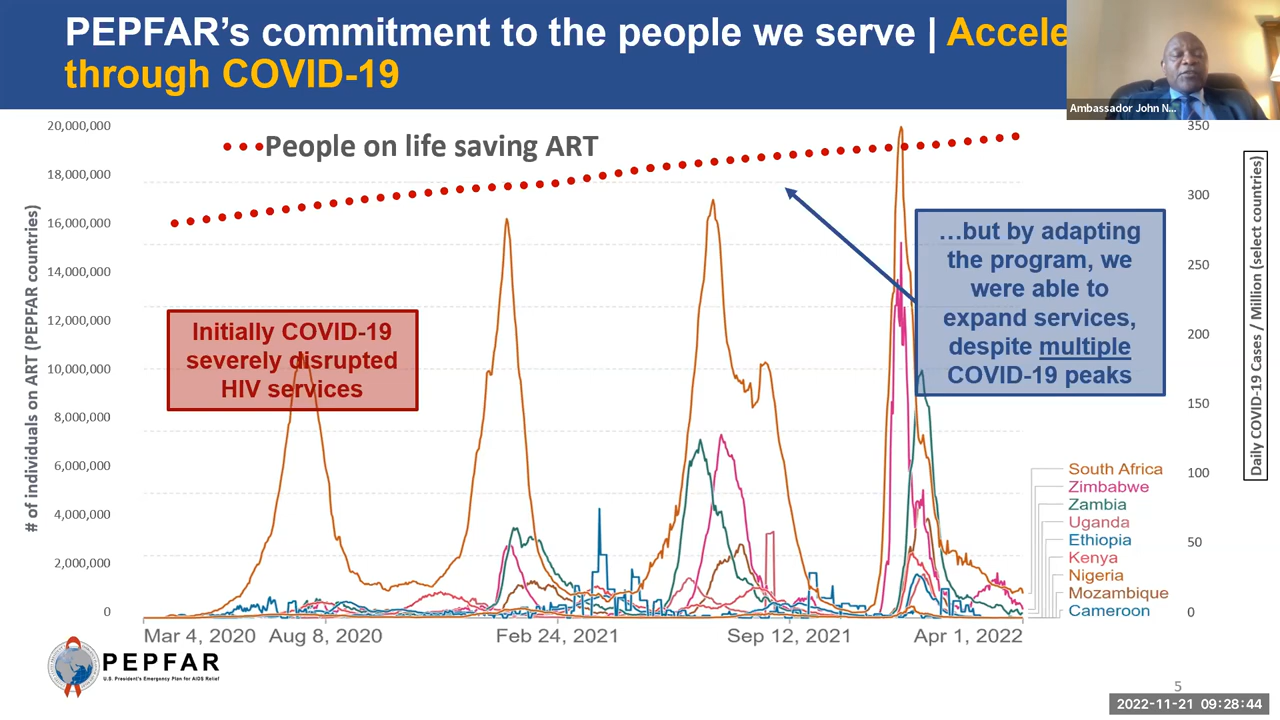 PEPFAR’s commitment to the people we serve | Accele
through COVID-19
Ambassador John N...
People on life saving ART
# of individuals on ART (PEPFAR countries)
20,000,000
18,000,000
16,000,000
14,000,000
12,000,000
10,000,000
8,000,000
6,000,000
4,000,000
2,000,000
0
Initially COVID-19
severely disrupted
HIV services
…but by adapting
the program, we
were able to
expand services,
despite multiple
COVID-19 peaks
350
300
250
200
150
100
50
0
Daily COVID-19 Cases / Million (select countries)
South Africa
Zimbabwe
Zambia
Uganda
Ethiopia
Kenya
Nigeria
Mozambique
Cameroon
Mar 4, 2020 Aug 8, 2020 Feb 24, 2021 Sep 12, 2021 Apr 1, 2022
PEPFAR
U.S. President's Emergency Plan for AIDS Relief
5
2022-11-21 09:28:44